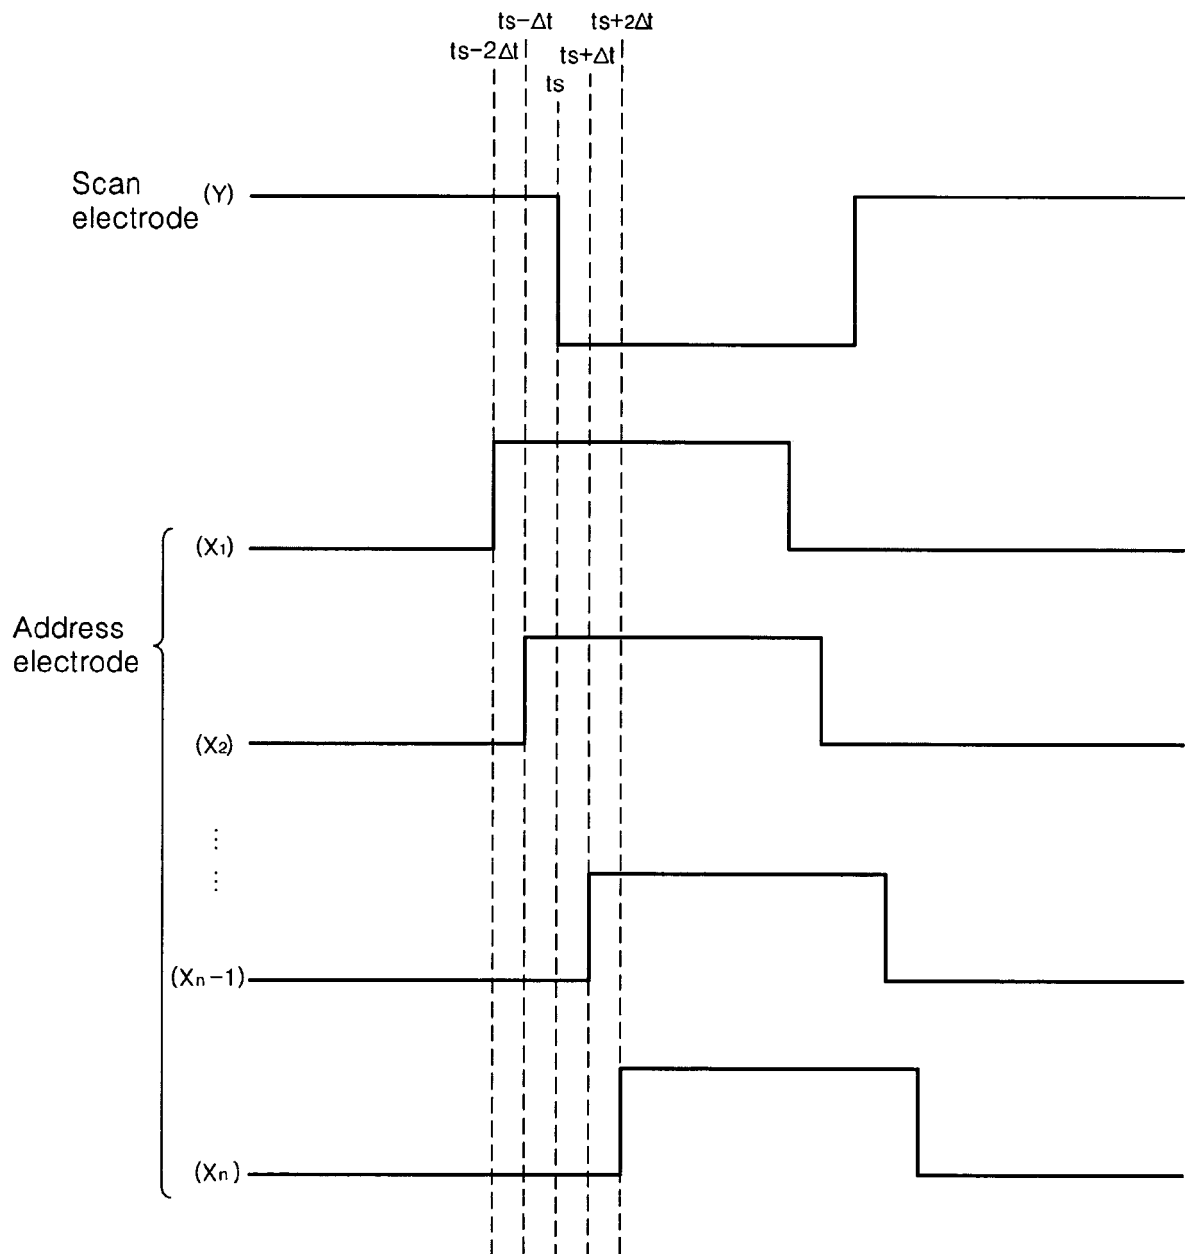 ts-Δt ts+2Δt
ts-2Δt ts+Δt
ts
Scan
electrode (Y)
(X1)
Address
electrode
(X2)
⋮
⋮
(Xn-1)
(Xn)